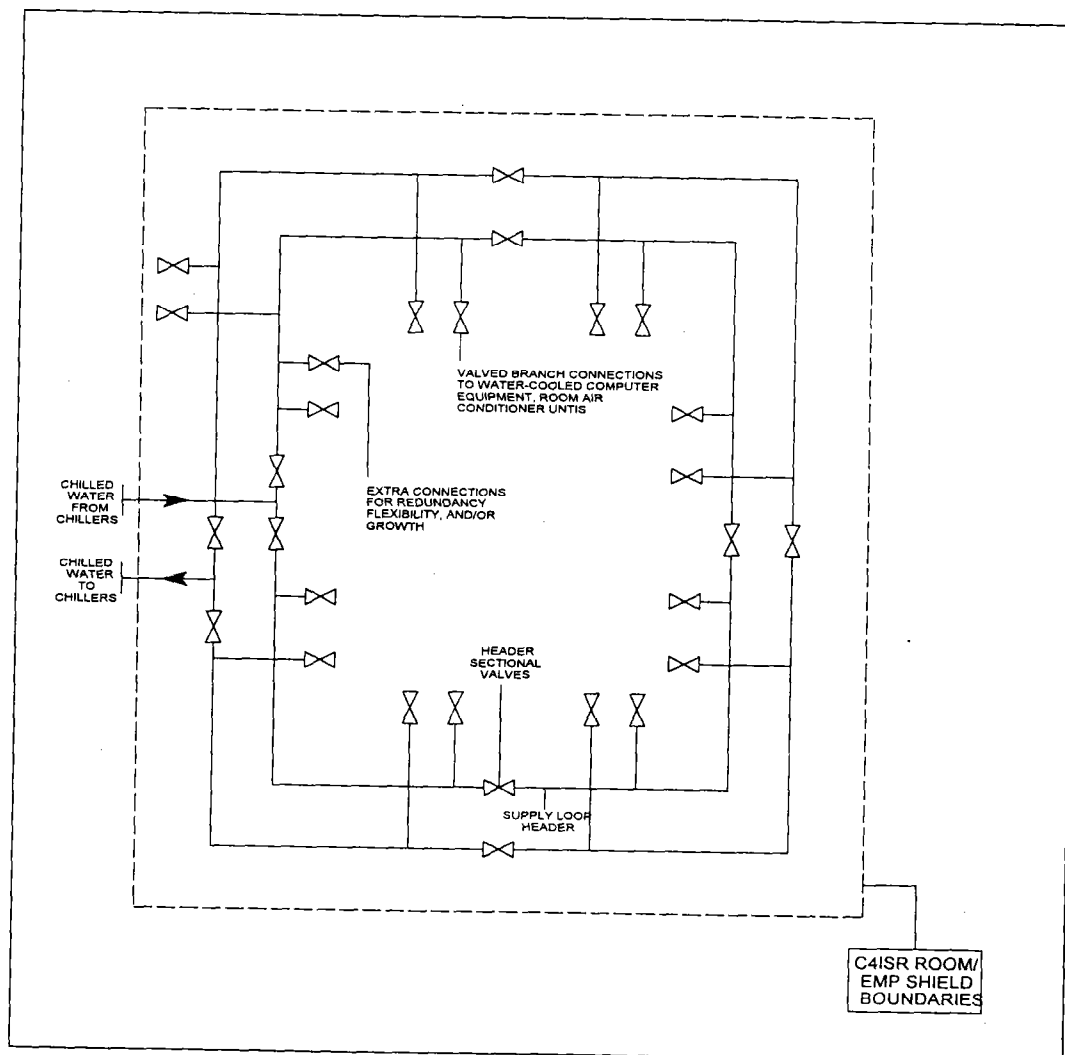 VALVED BRANCH CONNECTIONS
TO WATER-COOLED COMPUTER
EQUIPMENT, ROOM AIR
CONDITIONER UNTIS
EXTRA CONNECTIONS
FOR REDUNDANCY
FLEXIBILITY, AND/OR
GROWTH
CHILLED
WATER
FROM
CHILLERS
CHILLED
WATER
TO
CHILLERS
HEADER
SECTIONAL
VALVES
SUPPLY LOOP
HEADER
C4ISR ROOM/
EMP SHIELD
BOUNDARIES